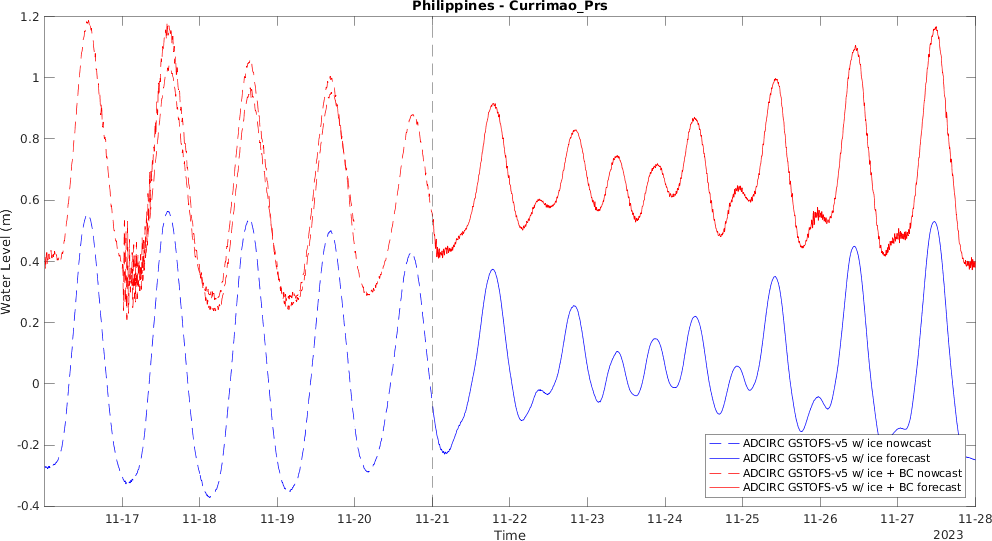 Philippines - Currimao_Prs
1.2
1
0.8
0.6
0.4
0.2
0
-0.2
-0.4
Water Level (m)
ADCIRC GSTOFS-v5 w/ ice nowcast
ADCIRC GSTOFS-v5 w/ ice forecast
ADCIRC GSTOFS-v5 w/ ice + BC nowcast
ADCIRC GSTOFS-v5 w/ ice + BC forecast
11-17 11-18 11-19 11-20 11-21 11-22 11-23 11-24 11-25 11-26 11-27 11-28
Time
2023